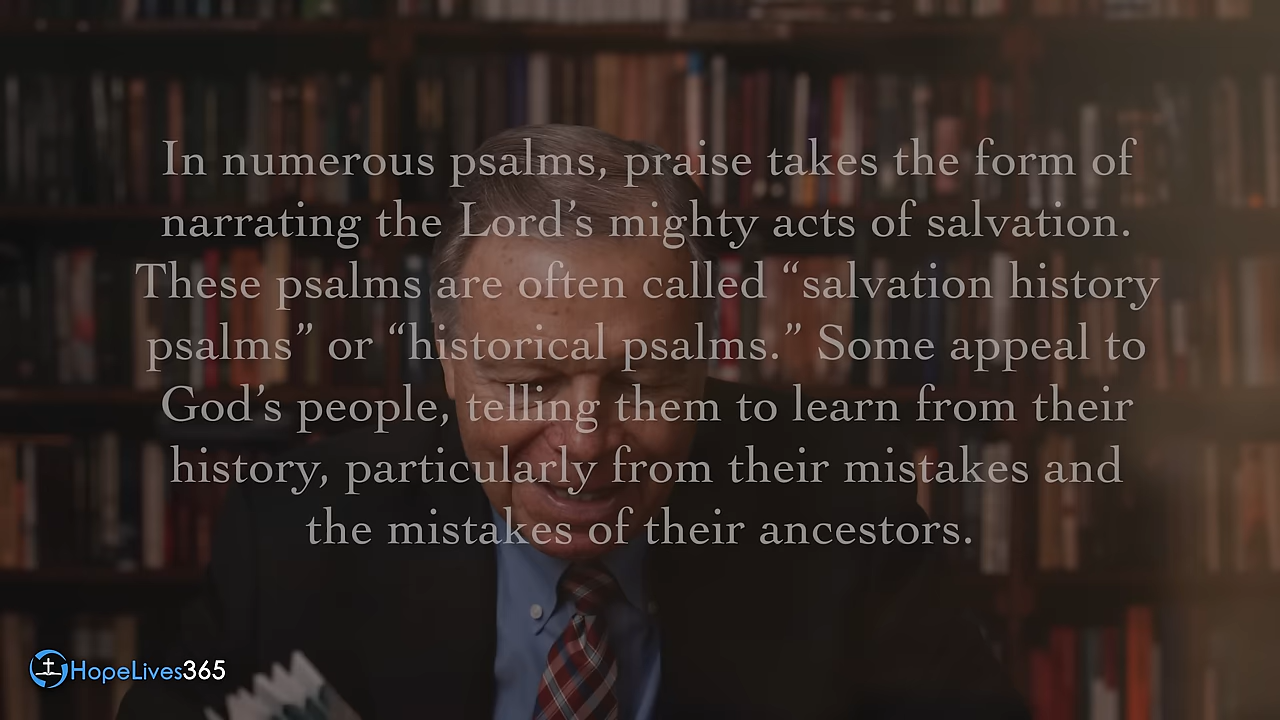 In numerous psalms, praise takes the form of
narrating the Lord’s mighty acts of salvation.
These psalms are often called “salvation history
psalms” or “historical psalms.” Some appeal to
God’s people, telling them to learn from their
history, particularly from their mistakes and
the mistakes of their ancestors.
HopeLives365